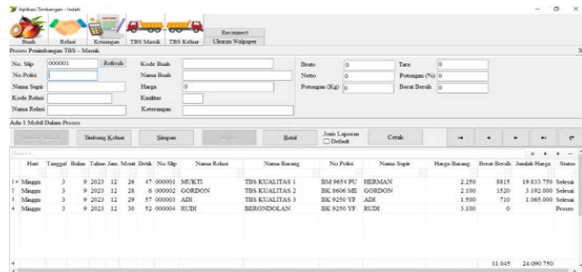 Aplikasi Timbangan - Indah
Buah Relasi Keuangan TBS Masuk TBS Keluar Reconnect
Ukuran Walpaper
Proses Penimbangan TBS - Masuk X
No. Slip 000001 Refresh Kode Buah Bruto 0 Tara 0
No.Polisi Nama Buah Netto 0 Potongan (%) 0
Nama Supir Harga 0 Potongan (Kg) 0 Berat Bersih 0
Kode Relasi Kualitas
Nama Relasi Keterangan
Ada 1 Mobil Dalam Proses
Timbang Keluar Simpan Batal Jenis Laporan Default Cetak
Hari Tanggal Bulan Tahun Jam Menit Detik No.Slip Nama Relasi Nama Barang No Polisi Nama Supir Harga Barang Berat Bersih Jumlah Harga Status
1 Minggu 3 9 2023 12 26 47 000001 MUKTI TBS KUALITAS 1 BM 9654 PU HERMAN 2.250 8815 19.833.750 Selesai
2 Minggu 3 9 2023 12 28 6 000002 GORDON TBS KUALITAS 2 BK 8606 ME GORDON 2.100 1520 3.192.000 Selesai
3 Minggu 3 9 2023 12 29 57 000003 ADI TBS KUALITAS 3 BK 9250 YF ADI 1.500 710 1.065.000 Selesai
4 Minggu 3 9 2023 12 30 52 000004 RUDI BERONDOLAN BK 9250 YF RUDI 3.100 0 Proses
11.045 24.090.750